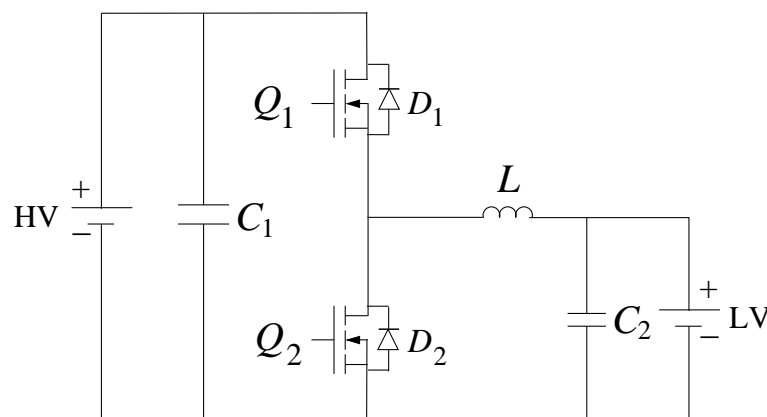 Q₁
D₁
L
+
HV
−
C₁
+
C₂
LV
−
Q₂
D₂